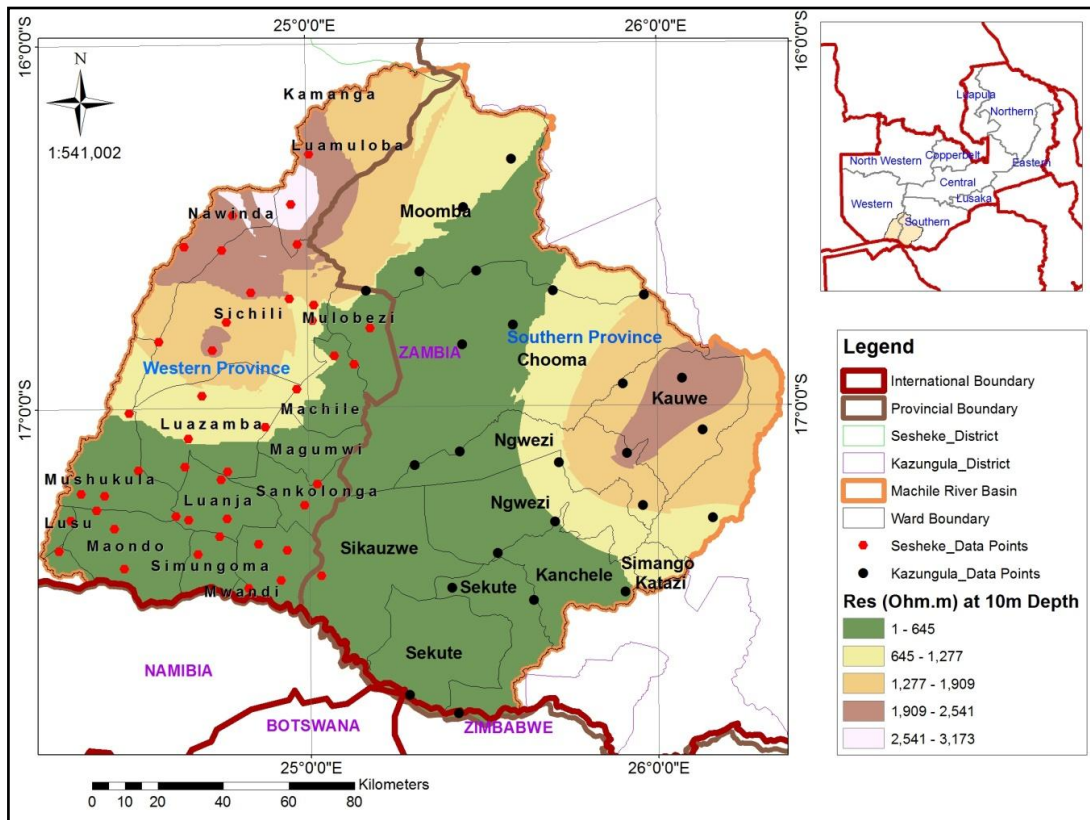 25°0'0"E
26°0'0"E
16°0'0"S
16°0'0"S
N
1:541,002
Kamanga
Luamuloba
Nawinda
Moomba
Sichili
Mulobezi
ZAMBIA
Southern Province
Chooma
Western Province
Kauwe
17°0'0"S
17°0'0"S
Machile
Luazamba
Magumwi
Ngwezi
Mushukula
Luanja
Sankolonga
Ngwezi
Lusu
Maondo
Sikauzwe
Simungoma
Kanchele
Simango
Katazi
Mwandi
Sekute
Sekute
NAMIBIA
BOTSWANA
ZIMBABWE
25°0'0"E
26°0'0"E
Kilometers
0 5 10 20 40 60 80
Luapula
Northern
North Western
Copperbelt
Eastern
Central
Western
Lusaka
Southern
Legend
International Boundary
Provincial Boundary
Sesheke_District
Kazungula_District
Machile River Basin
Ward Boundary
Sesheke_Data Points
Kazungula_Data Points
Res (Ohm.m) at 10m Depth
1 - 645
645 - 1,277
1,277 - 1,909
1,909 - 2,541
2,541 - 3,173